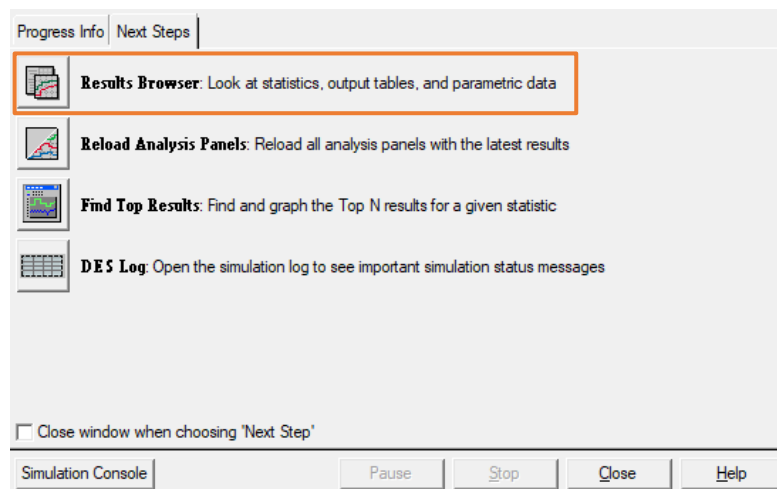 Progress Info Next Steps
Results Browser: Look at statistics, output tables, and parametric data
Reload Analysis Panels: Reload all analysis panels with the latest results
Find Top Results: Find and graph the Top N results for a given statistic
DES Log: Open the simulation log to see important simulation status messages
Close window when choosing 'Next Step'
Simulation Console Pause Stop Close Help